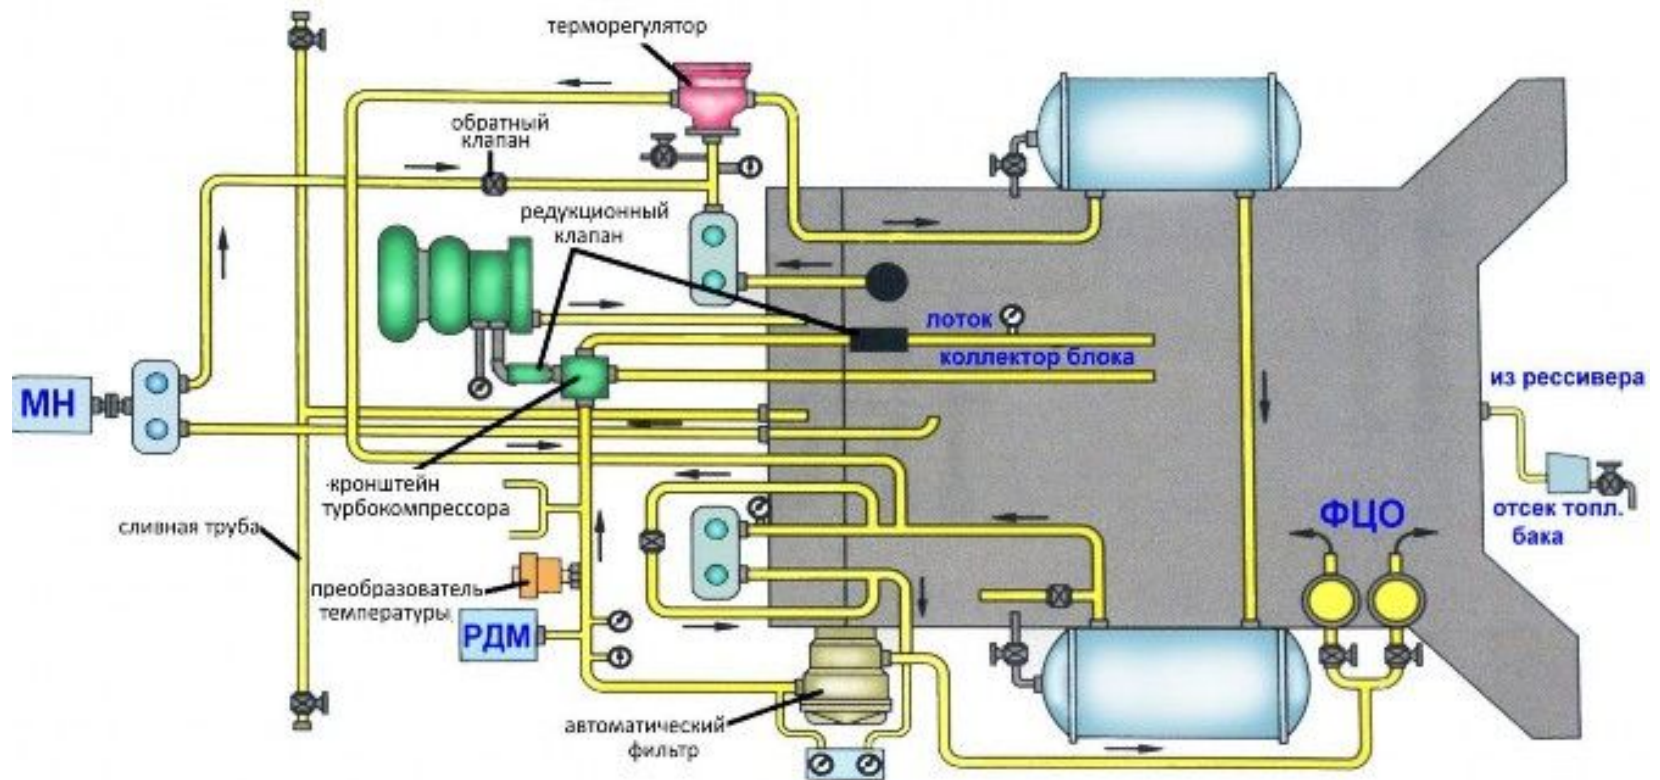 терморегулятор
обратный
клапан
редукционный
клапан
лоток
коллектор блока
МН
из рессивера
-кронштейн
турбокомпрессора
сливная труба
ФЦО
отсек топл.
бака
преобразователь
температуры
РДМ
автоматический
фильтр